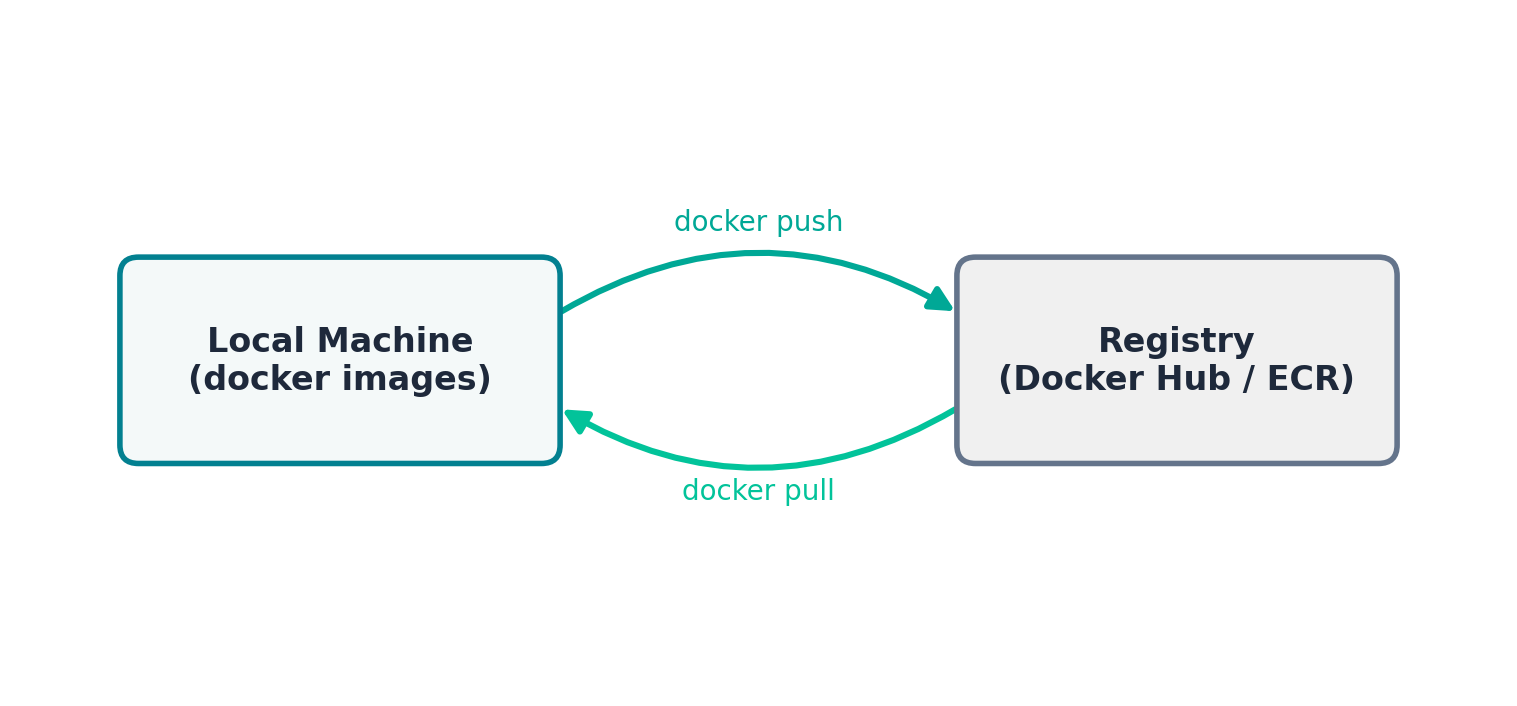 docker push
Local Machine
(docker images)
Registry
(Docker Hub / ECR)
docker pull